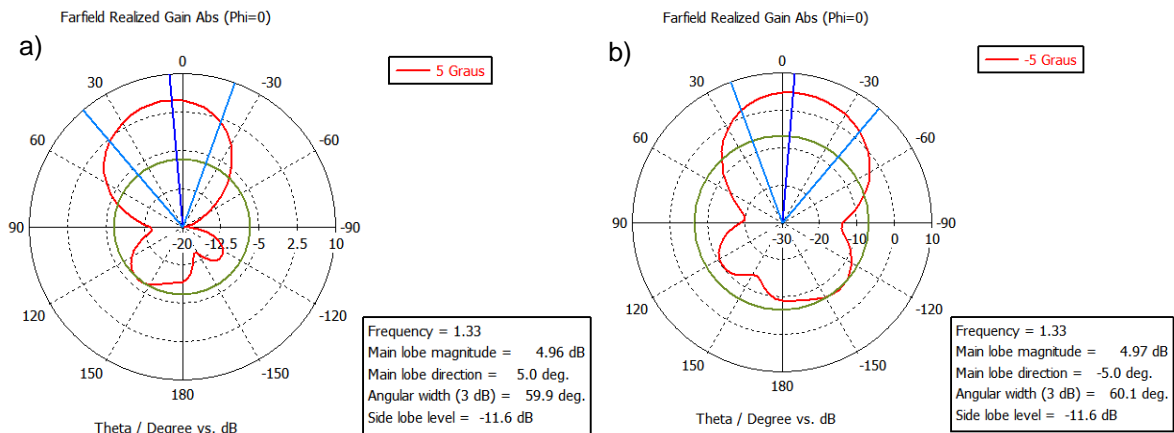 Farfield Realized Gain Abs (Phi=0)
a)
5 Graus
0
30
-30
60
-60
90
-20
-12.5
-5
2.5
10
-90
120
-120
150
-150
180
Theta / Degree vs. dB
Frequency = 1.33
Main lobe magnitude = 4.96 dB
Main lobe direction = 5.0 deg.
Angular width (3 dB) = 59.9 deg.
Side lobe level = -11.6 dB
Farfield Realized Gain Abs (Phi=0)
b)
-5 Graus
0
30
-30
60
-60
90
-30
-20
-10
0
10
-90
120
-120
150
-150
180
Theta / Degree vs. dB
Frequency = 1.33
Main lobe magnitude = 4.97 dB
Main lobe direction = -5.0 deg.
Angular width (3 dB) = 60.1 deg.
Side lobe level = -11.6 dB